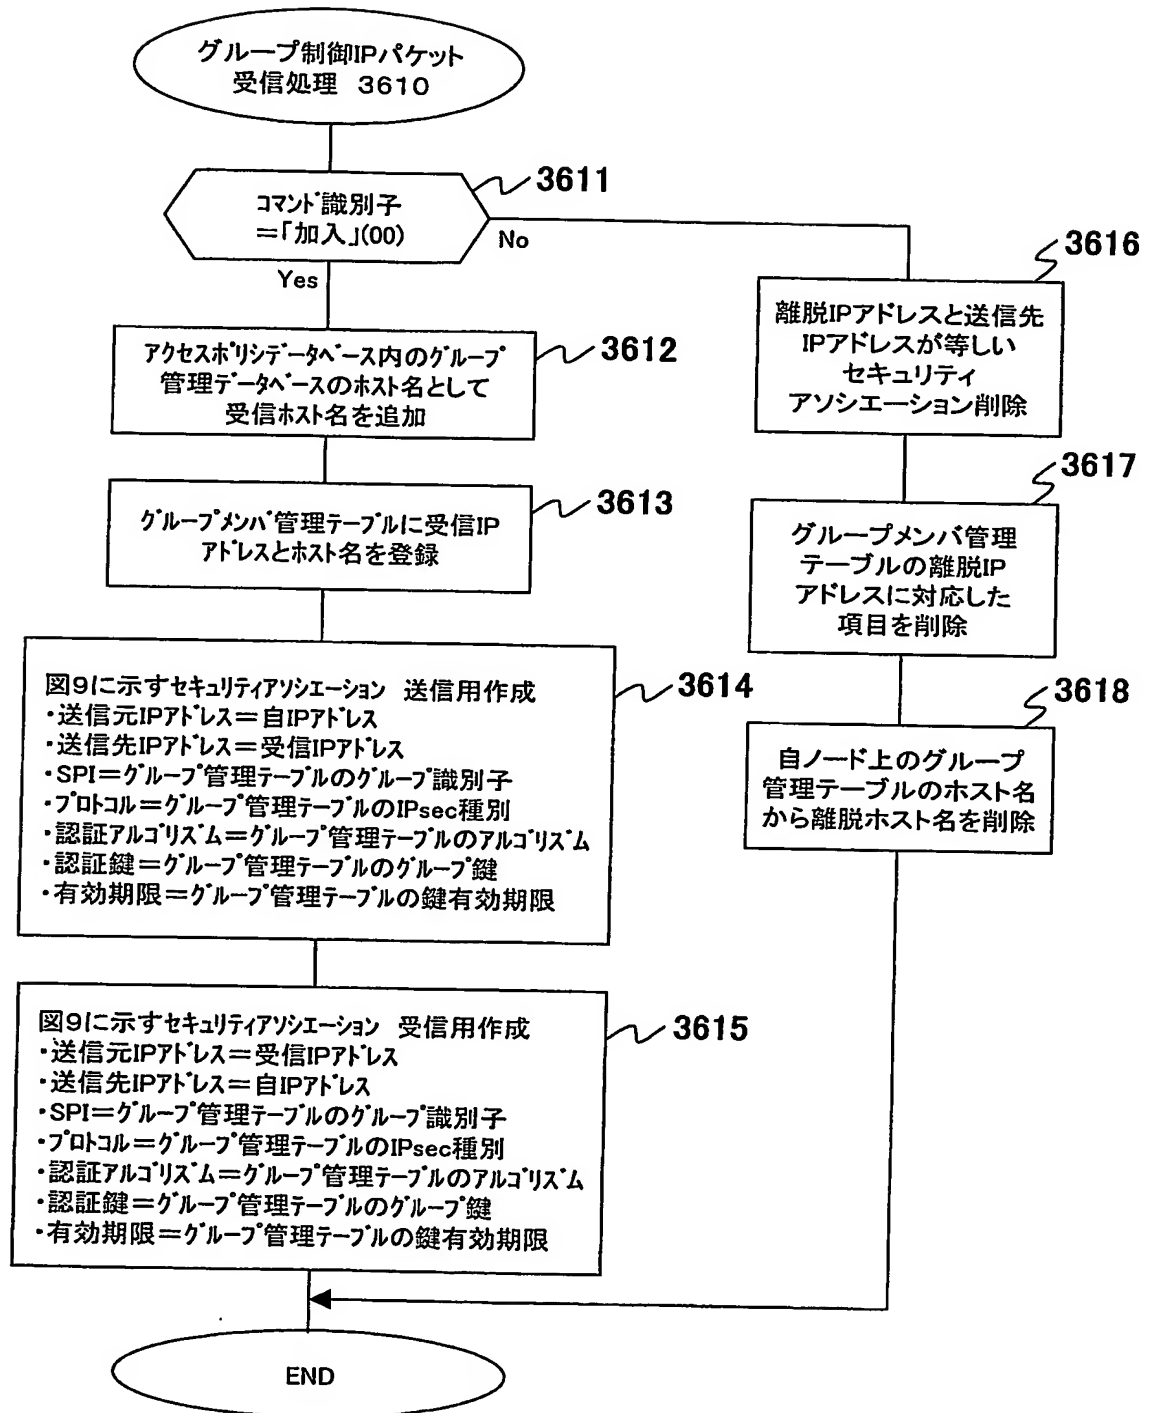 グループ制御IPパケット
受信処理 3610
3611
コマンド識別子
=「加入」(00)
No
Yes
3612
アクセスポリシデータベース内のグループ
管理データベースのホスト名として
受信ホスト名を追加
3613
グループメンバ管理テーブルに受信IP
アドレスとホスト名を登録
3614
図9に示すセキュリティアソシエーション 送信用作成
・送信元IPアドレス=自IPアドレス
・送信先IPアドレス=受信IPアドレス
・SPI=グループ管理テーブルのグループ識別子
・プロトコル=グループ管理テーブルのIPsec種別
・認証アルゴリズム=グループ管理テーブルのアルゴリズム
・認証鍵=グループ管理テーブルのグループ鍵
・有効期限=グループ管理テーブルの鍵有効期限
3615
図9に示すセキュリティアソシエーション 受信用作成
・送信元IPアドレス=受信IPアドレス
・送信先IPアドレス=自IPアドレス
・SPI=グループ管理テーブルのグループ識別子
・プロトコル=グループ管理テーブルのIPsec種別
・認証アルゴリズム=グループ管理テーブルのアルゴリズム
・認証鍵=グループ管理テーブルのグループ鍵
・有効期限=グループ管理テーブルの鍵有効期限
3616
離脱IPアドレスと送信先
IPアドレスが等しい
セキュリティ
アソシエーション削除
3617
グループメンバ管理
テーブルの離脱IP
アドレスに対応した
項目を削除
3618
自ノード上のグループ
管理テーブルのホスト名
から離脱ホスト名を削除
END